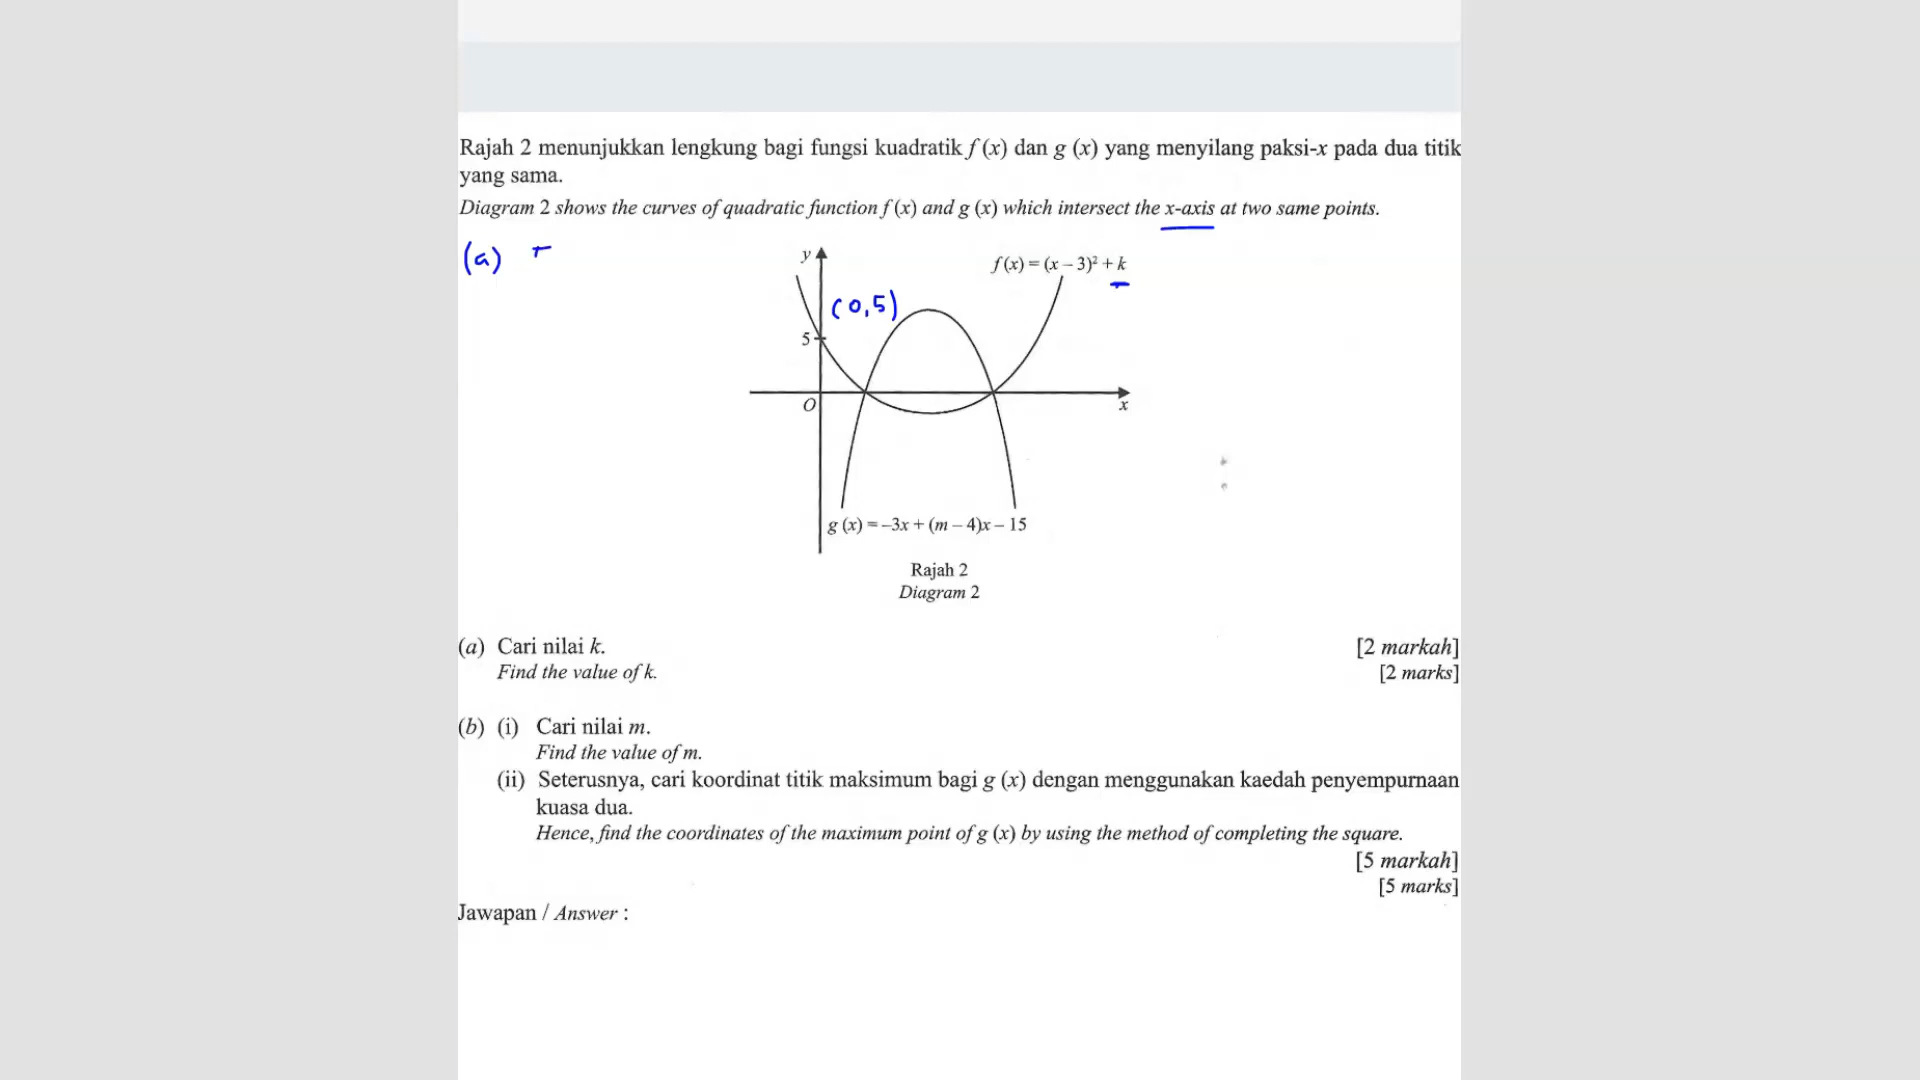 Rajah 2 menunjukkan lengkung bagi fungsi kuadratik f (x) dan g (x) yang menyilang paksi-x pada dua titik
yang sama.
Diagram 2 shows the curves of quadratic function f (x) and g (x) which intersect the x-axis at two same points.
(a)
y
f (x) = (x – 3)² + k
(0,5)
5
O
x
g (x) = –3x + (m – 4)x – 15
Rajah 2
Diagram 2
(a) Cari nilai k. [2 markah]
Find the value of k. [2 marks]
(b) (i) Cari nilai m.
Find the value of m.
(ii) Seterusnya, cari koordinat titik maksimum bagi g (x) dengan menggunakan kaedah penyempurnaan
kuasa dua.
Hence, find the coordinates of the maximum point of g (x) by using the method of completing the square.
[5 markah]
[5 marks]
Jawapan / Answer :